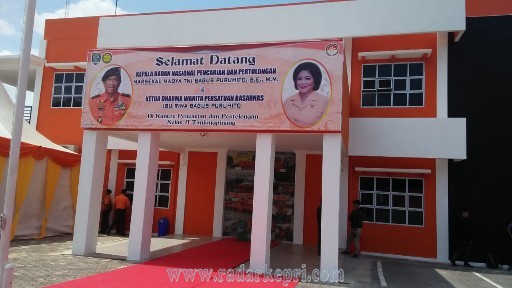 Selamat Datang
KEPALA BADAN NASIONAL PENCARIAN DAN PERTOLONGAN
MARSEKAL MADYA TNI BAGUS PURUHITO, S.E., M.M.
&
KETUA DHARMA WANITA PERSATUAN BASARNAS
IBU RINA BAGUS PURUHITO
Di Kantor Pencarian dan Pertolongan
Kelas A Tanjungpinang
www.radarkepri.com